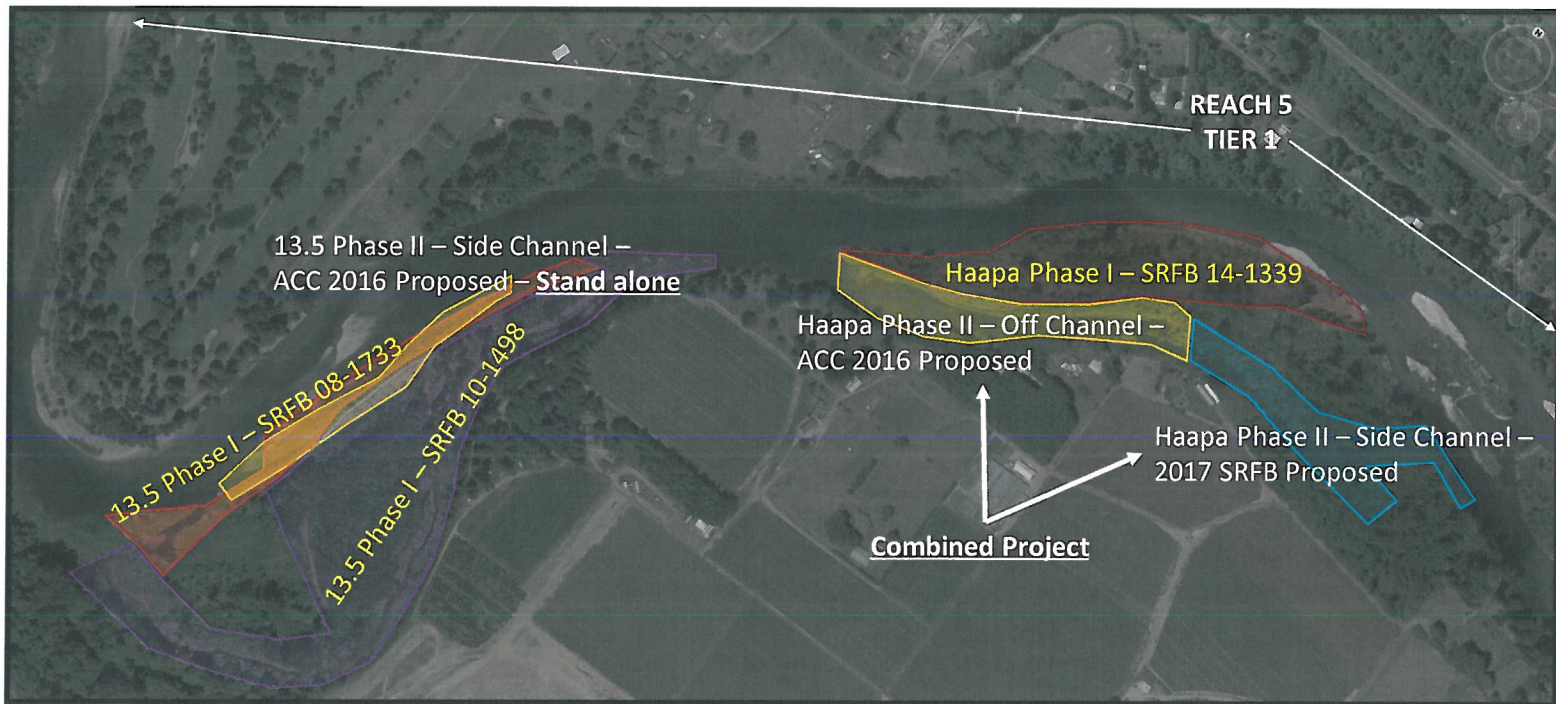 REACH 5
TIER 1
13.5 Phase II – Side Channel –
ACC 2016 Proposed – Stand alone
Haapa Phase I – SRFB 14-1339
Haapa Phase II – Off Channel –
ACC 2016 Proposed
13.5 Phase I – SRFB 08-1733
13.5 Phase I – SRFB 10-1498
Haapa Phase II – Side Channel –
2017 SRFB Proposed
Combined Project